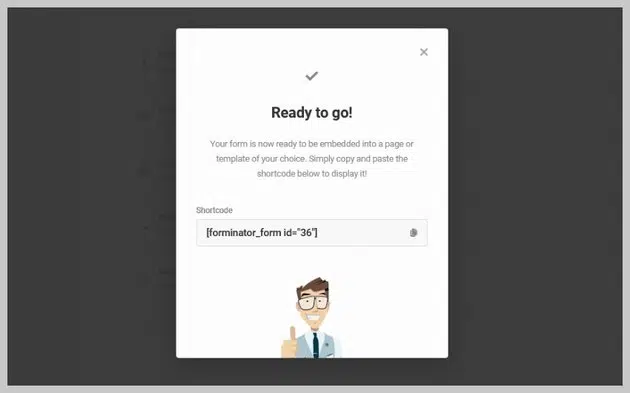 Ready to go!
Your form is now ready to be embedded into a page or
template of your choice. Simply copy and paste the
shortcode below to display it!
Shortcode
[forminator_form id="36"]